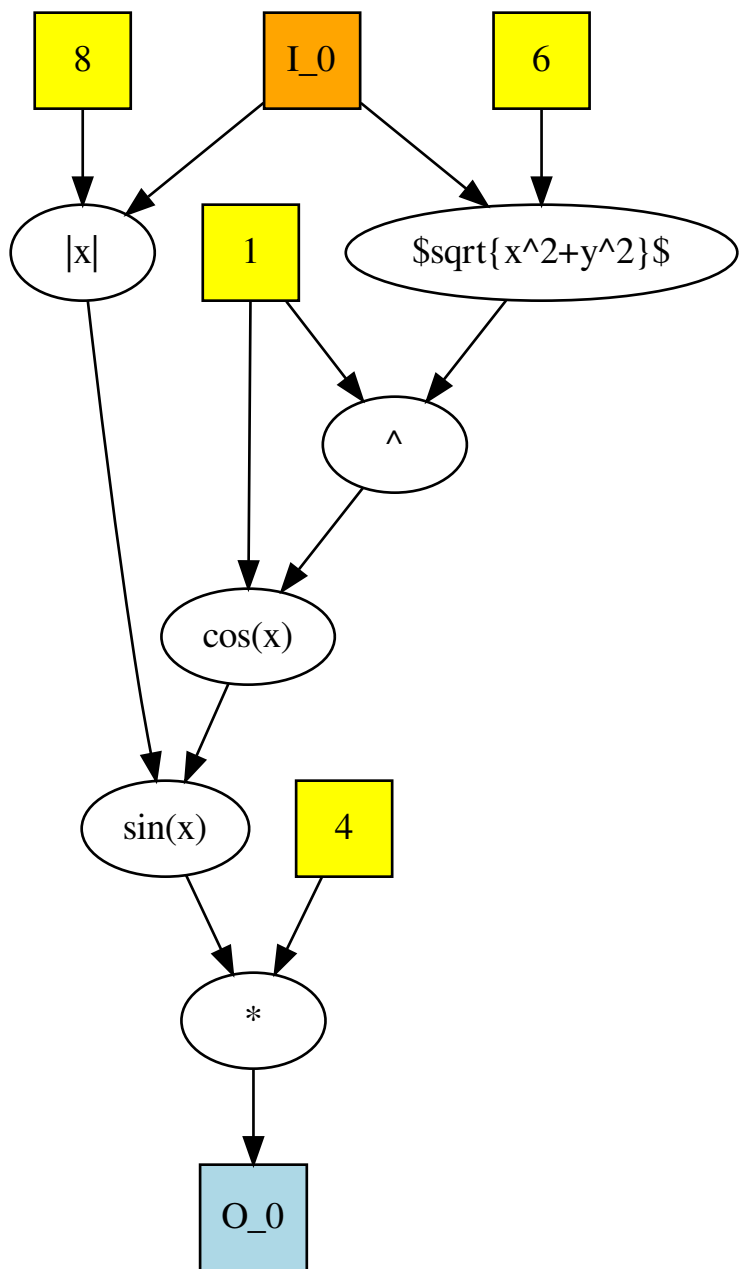 8
I_0
6
|x|
1
$sqrt{x^2+y^2}$
^
cos(x)
sin(x)
4
*
O_0